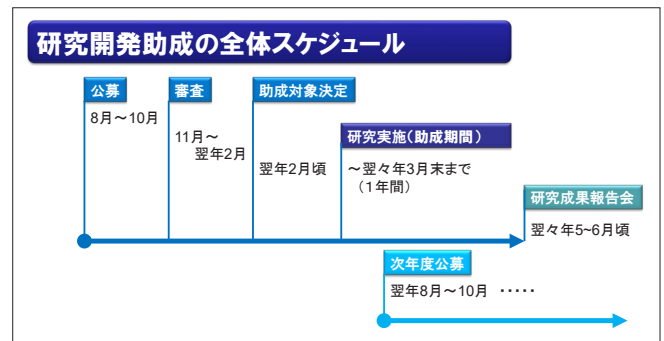 研究開発助成の全体スケジュール
公募
8月～10月
審査
11月～
翌年2月
助成対象決定
翌年2月頃
研究実施(助成期間)
～翌々年3月末まで
(1年間)
研究成果報告会
翌々年5~6月頃
次年度公募
翌年8月～10月 ‥‥‥